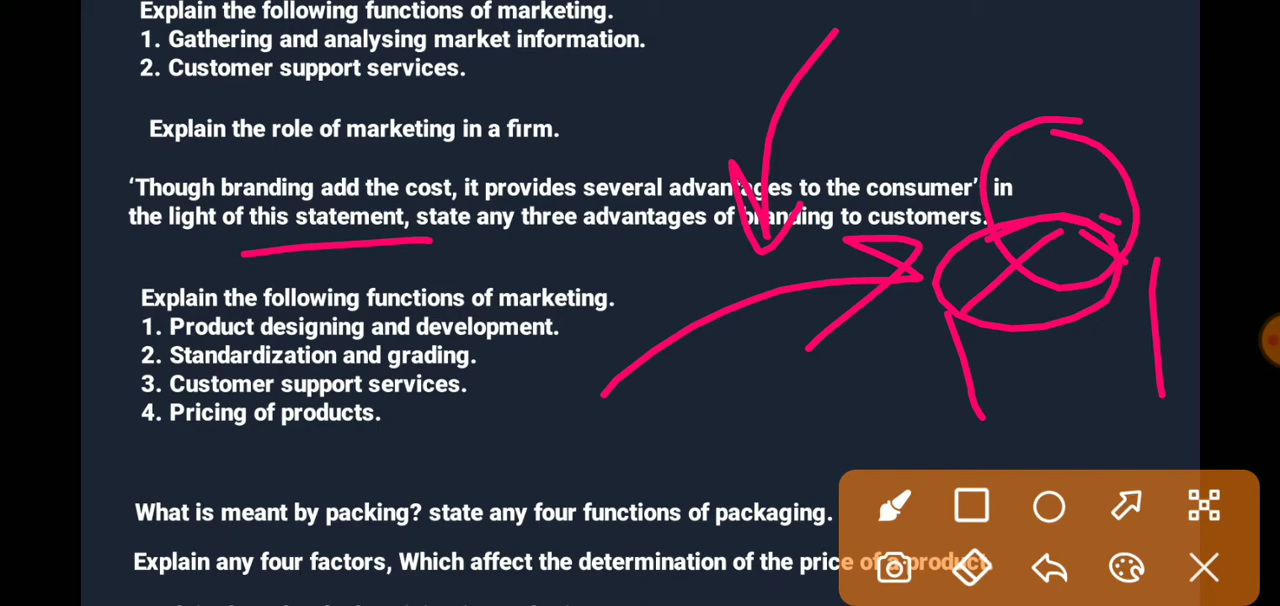 Explain the following functions of marketing.
1. Gathering and analysing market information.
2. Customer support services.
Explain the role of marketing in a firm.
‘Though branding add the cost, it provides several advantages to the consumer’ in
the light of this statement, state any three advantages of branding to customers.
Explain the following functions of marketing.
1. Product designing and development.
2. Standardization and grading.
3. Customer support services.
4. Pricing of products.
What is meant by packing? state any four functions of packaging.
Explain any four factors, Which affect the determination of the price of a product